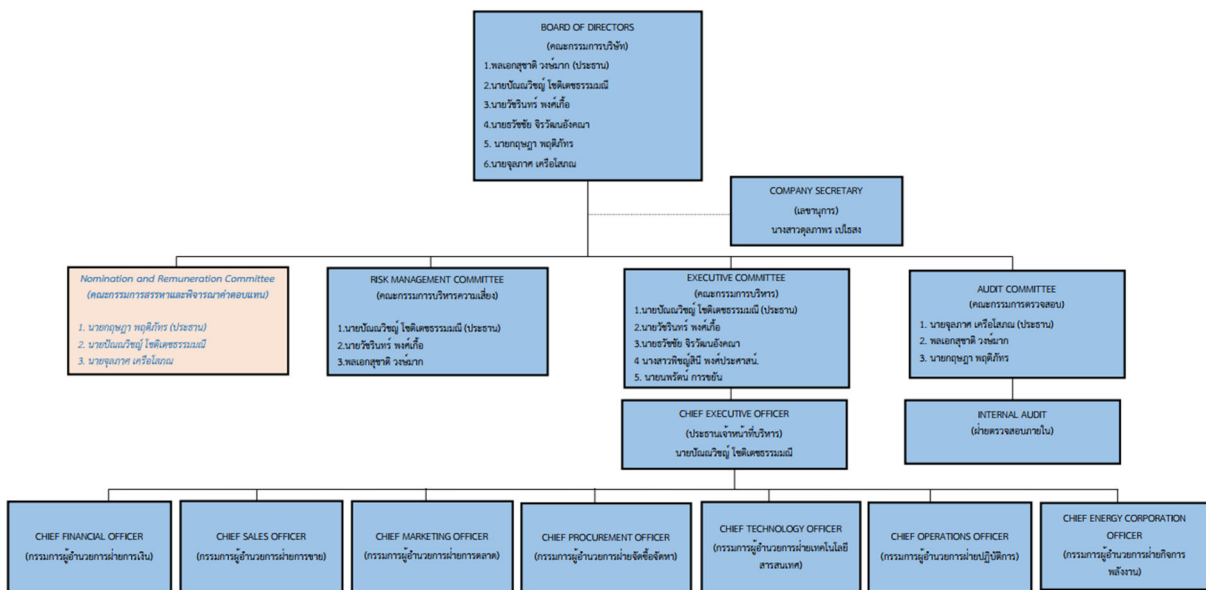 BOARD OF DIRECTORS
(คณะกรรมการบริษัท)
1.พลเอกสุชาติ วงษ์มาก (ประธาน)
2.นายปัณณวิชญ์ โชติเตชธรรมมณี
3.นายวัชรินทร์ พงศ์เกื้อ
4.นายธวัชชัย จิรวัฒนอังคณา
5. นายกฤษฎา พฤติภัทร
6.นายจุลภาศ เครือโสภณ
COMPANY SECRETARY
(เลขานุการ)
นางสาวตุลภาพร เปโธสง
Nomination and Remuneration Committee
(คณะกรรมการสรรหาและพิจารณาค่าตอบแทน)
1. นายกฤษฎา พฤติภัทร (ประธาน)
2. นายปัณณวิชญ์ โชติเตชธรรมมณี
3. นายจุลภาศ เครือโสภณ
RISK MANAGEMENT COMMITTEE
(คณะกรรมการบริหารความเสี่ยง)
1.นายปัณณวิชญ์ โชติเตชธรรมมณี (ประธาน)
2.นายวัชรินทร์ พงศ์เกื้อ
3.พลเอกสุชาติ วงษ์มาก
EXECUTIVE COMMITTEE
(คณะกรรมการบริหาร)
1.นายปัณณวิชญ์ โชติเตชธรรมมณี (ประธาน)
2.นายวัชรินทร์ พงศ์เกื้อ
3.นายธวัชชัย จิรวัฒนอังคณา
4 นางสาวพิชญ์สินี พงศ์ประศาสน์.
5. นายนพรัตน์ การขยัน
AUDIT COMMITTEE
(คณะกรรมการตรวจสอบ)
1. นายจุลภาศ เครือโสภณ (ประธาน)
2. พลเอกสุชาติ วงษ์มาก
3. นายกฤษฎา พฤติภัทร
CHIEF EXECUTIVE OFFICER
(ประธานเจ้าหน้าที่บริหาร)
นายปัณณวิชญ์ โชติเตชธรรมมณี
INTERNAL AUDIT
(ฝ่ายตรวจสอบภายใน)
CHIEF FINANCIAL OFFICER
(กรรมการผู้อำนวยการฝ่ายการเงิน)
CHIEF SALES OFFICER
(กรรมการผู้อำนวยการฝ่ายการขาย)
CHIEF MARKETING OFFICER
(กรรมการผู้อำนวยการฝ่ายการตลาด)
CHIEF PROCUREMENT OFFICER
(กรรมการผู้อำนวยการฝ่ายจัดซื้อจัดหา)
CHIEF TECHNOLOGY OFFICER
(กรรมการผู้อำนวยการฝ่ายเทคโนโลยี
สารสนเทศ)
CHIEF OPERATIONS OFFICER
(กรรมการผู้อำนวยการฝ่ายปฏิบัติการ)
CHIEF ENERGY CORPORATION
OFFICER
(กรรมการผู้อำนวยการฝ่ายกิจการ
พลังงาน)